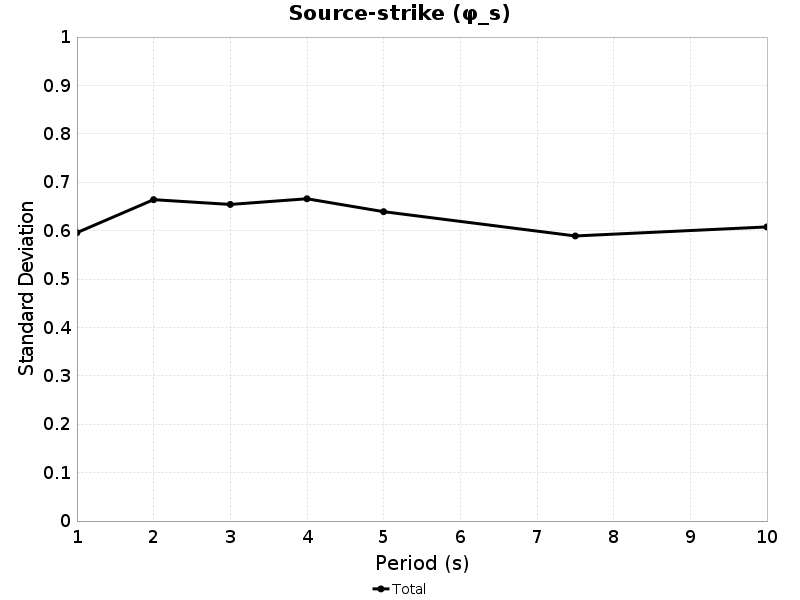 Source-strike (φ_s)
1
0.9
0.8
0.7
0.6
0.5
0.4
0.3
0.2
0.1
0
Standard Deviation
1 2 3 4 5 6 7 8 9 10
Period (s)
Total